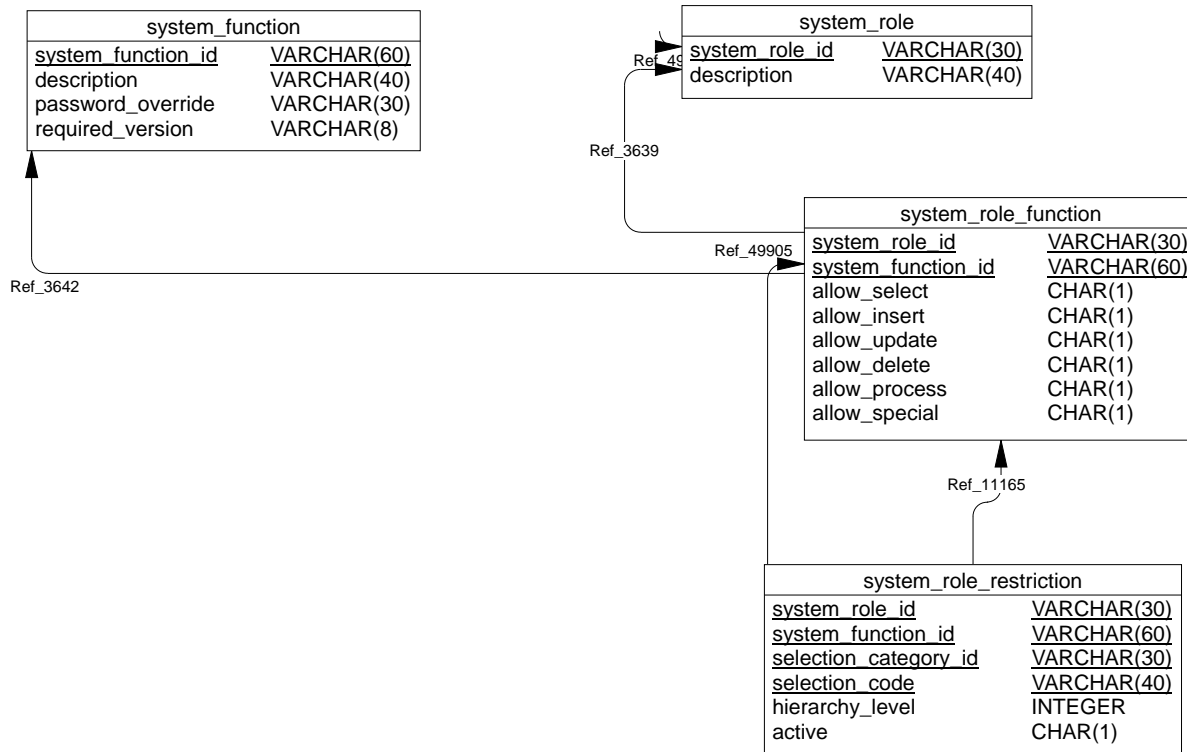 system_function
system_function_id VARCHAR(60)
description VARCHAR(40)
password_override VARCHAR(30)
required_version VARCHAR(8)
system_role
system_role_id VARCHAR(30)
description VARCHAR(40)
Ref_49
Ref_3639
system_role_function
system_role_id VARCHAR(30)
system_function_id VARCHAR(60)
allow_select CHAR(1)
allow_insert CHAR(1)
allow_update CHAR(1)
allow_delete CHAR(1)
allow_process CHAR(1)
allow_special CHAR(1)
Ref_49905
Ref_3642
Ref_11165
system_role_restriction
system_role_id VARCHAR(30)
system_function_id VARCHAR(60)
selection_category_id VARCHAR(30)
selection_code VARCHAR(40)
hierarchy_level INTEGER
active CHAR(1)